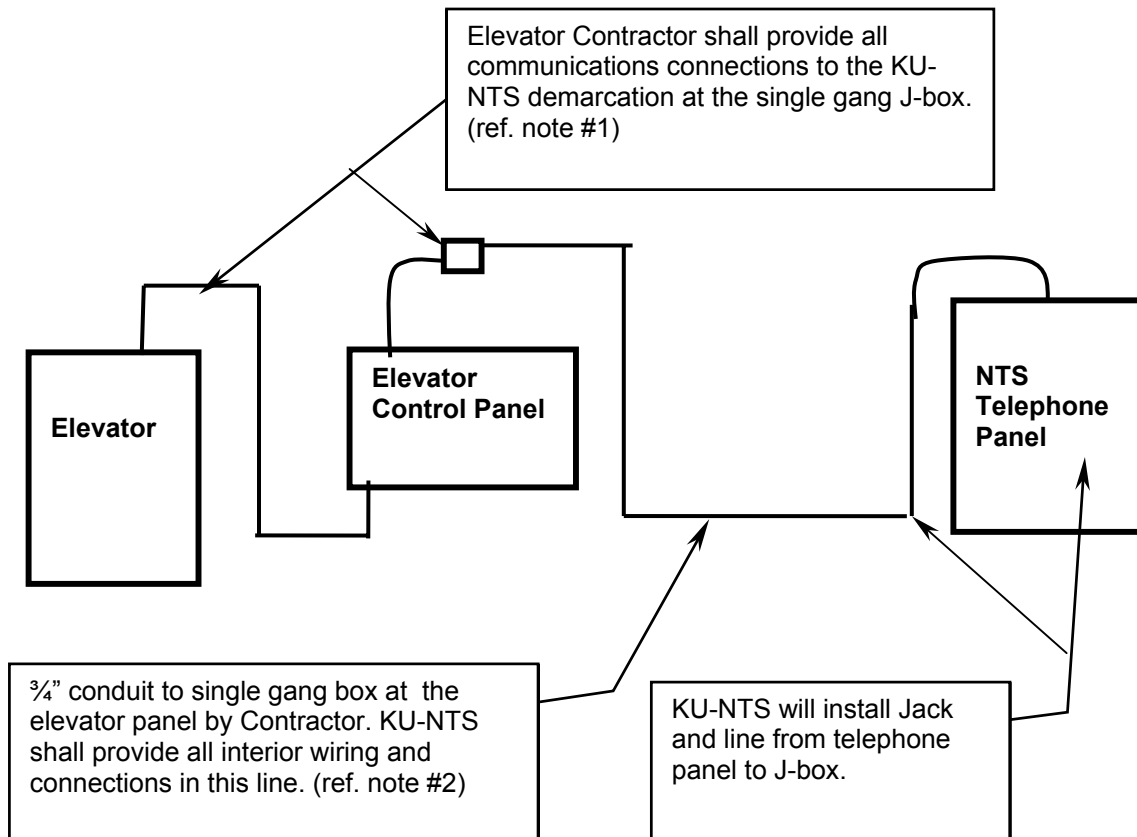 Elevator Contractor shall provide all
communications connections to the KU-
NTS demarcation at the single gang J-box.
(ref. note #1)
Elevator
Elevator
Control Panel
NTS
Telephone
Panel
¾” conduit to single gang box at the
elevator panel by Contractor. KU-NTS
shall provide all interior wiring and
connections in this line. (ref. note #2)
KU-NTS will install Jack
and line from telephone
panel to J-box.